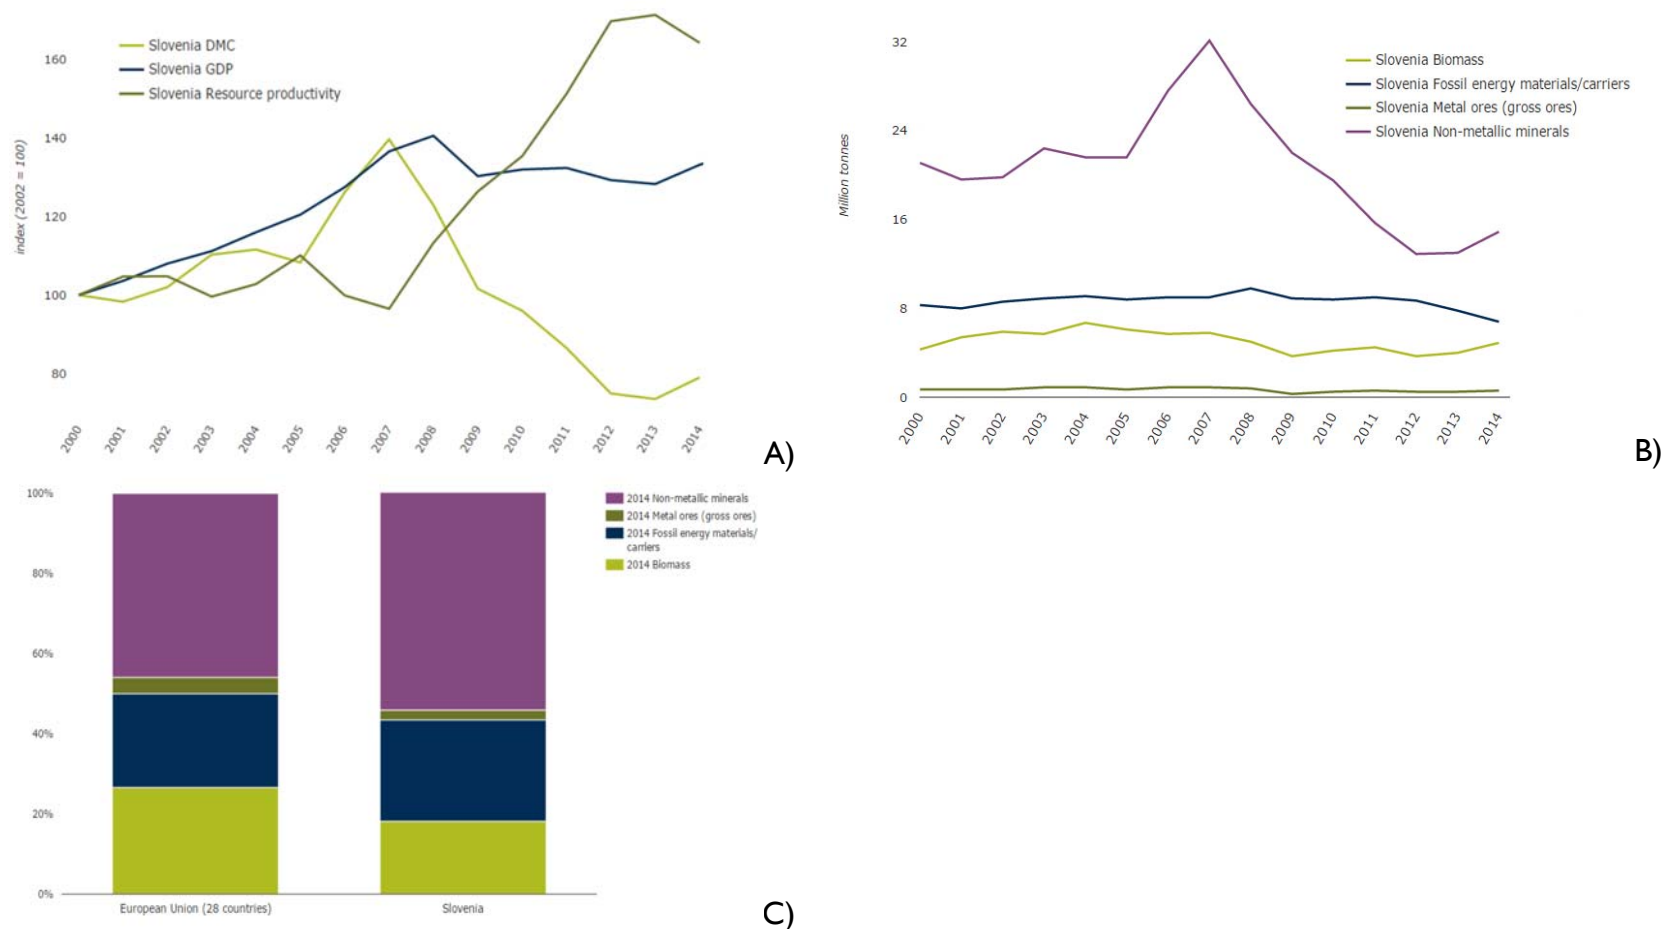 Slovenia DMC
Slovenia GDP
Slovenia Resource productivity
index (2002 = 100)
160
140
120
100
80
2000
2001
2002
2003
2004
2005
2006
2007
2008
2009
2010
2011
2012
2013
2014
A)
Slovenia Biomass
Slovenia Fossil energy materials/carriers
Slovenia Metal ores (gross ores)
Slovenia Non-metallic minerals
Million tonnes
32
24
16
8
0
2000
2001
2002
2003
2004
2005
2006
2007
2008
2009
2010
2011
2012
2013
2014
B)
100%
80%
60%
40%
20%
0%
2014 Non-metallic minerals
2014 Metal ores (gross ores)
2014 Fossil energy materials/
carriers
2014 Biomass
European Union (28 countries)
Slovenia
C)